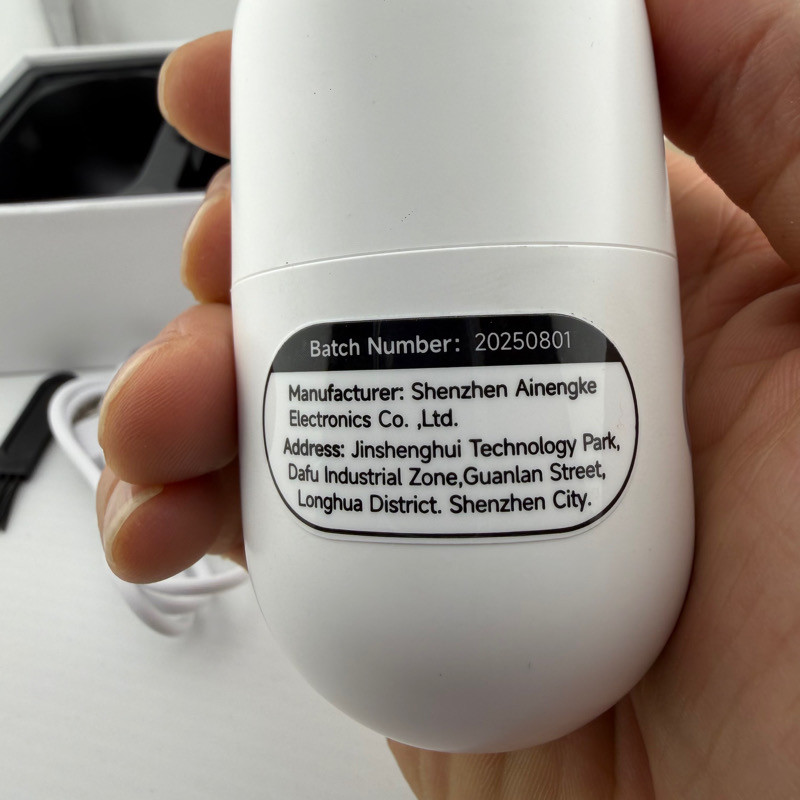 Batch Number: 20250801
Manufacturer: Shenzhen Ainengke
Electronics Co. ,Ltd.
Address: Jinshenghui Technology Park,
Dafu Industrial Zone,Guanlan Street,
Longhua District. Shenzhen City.